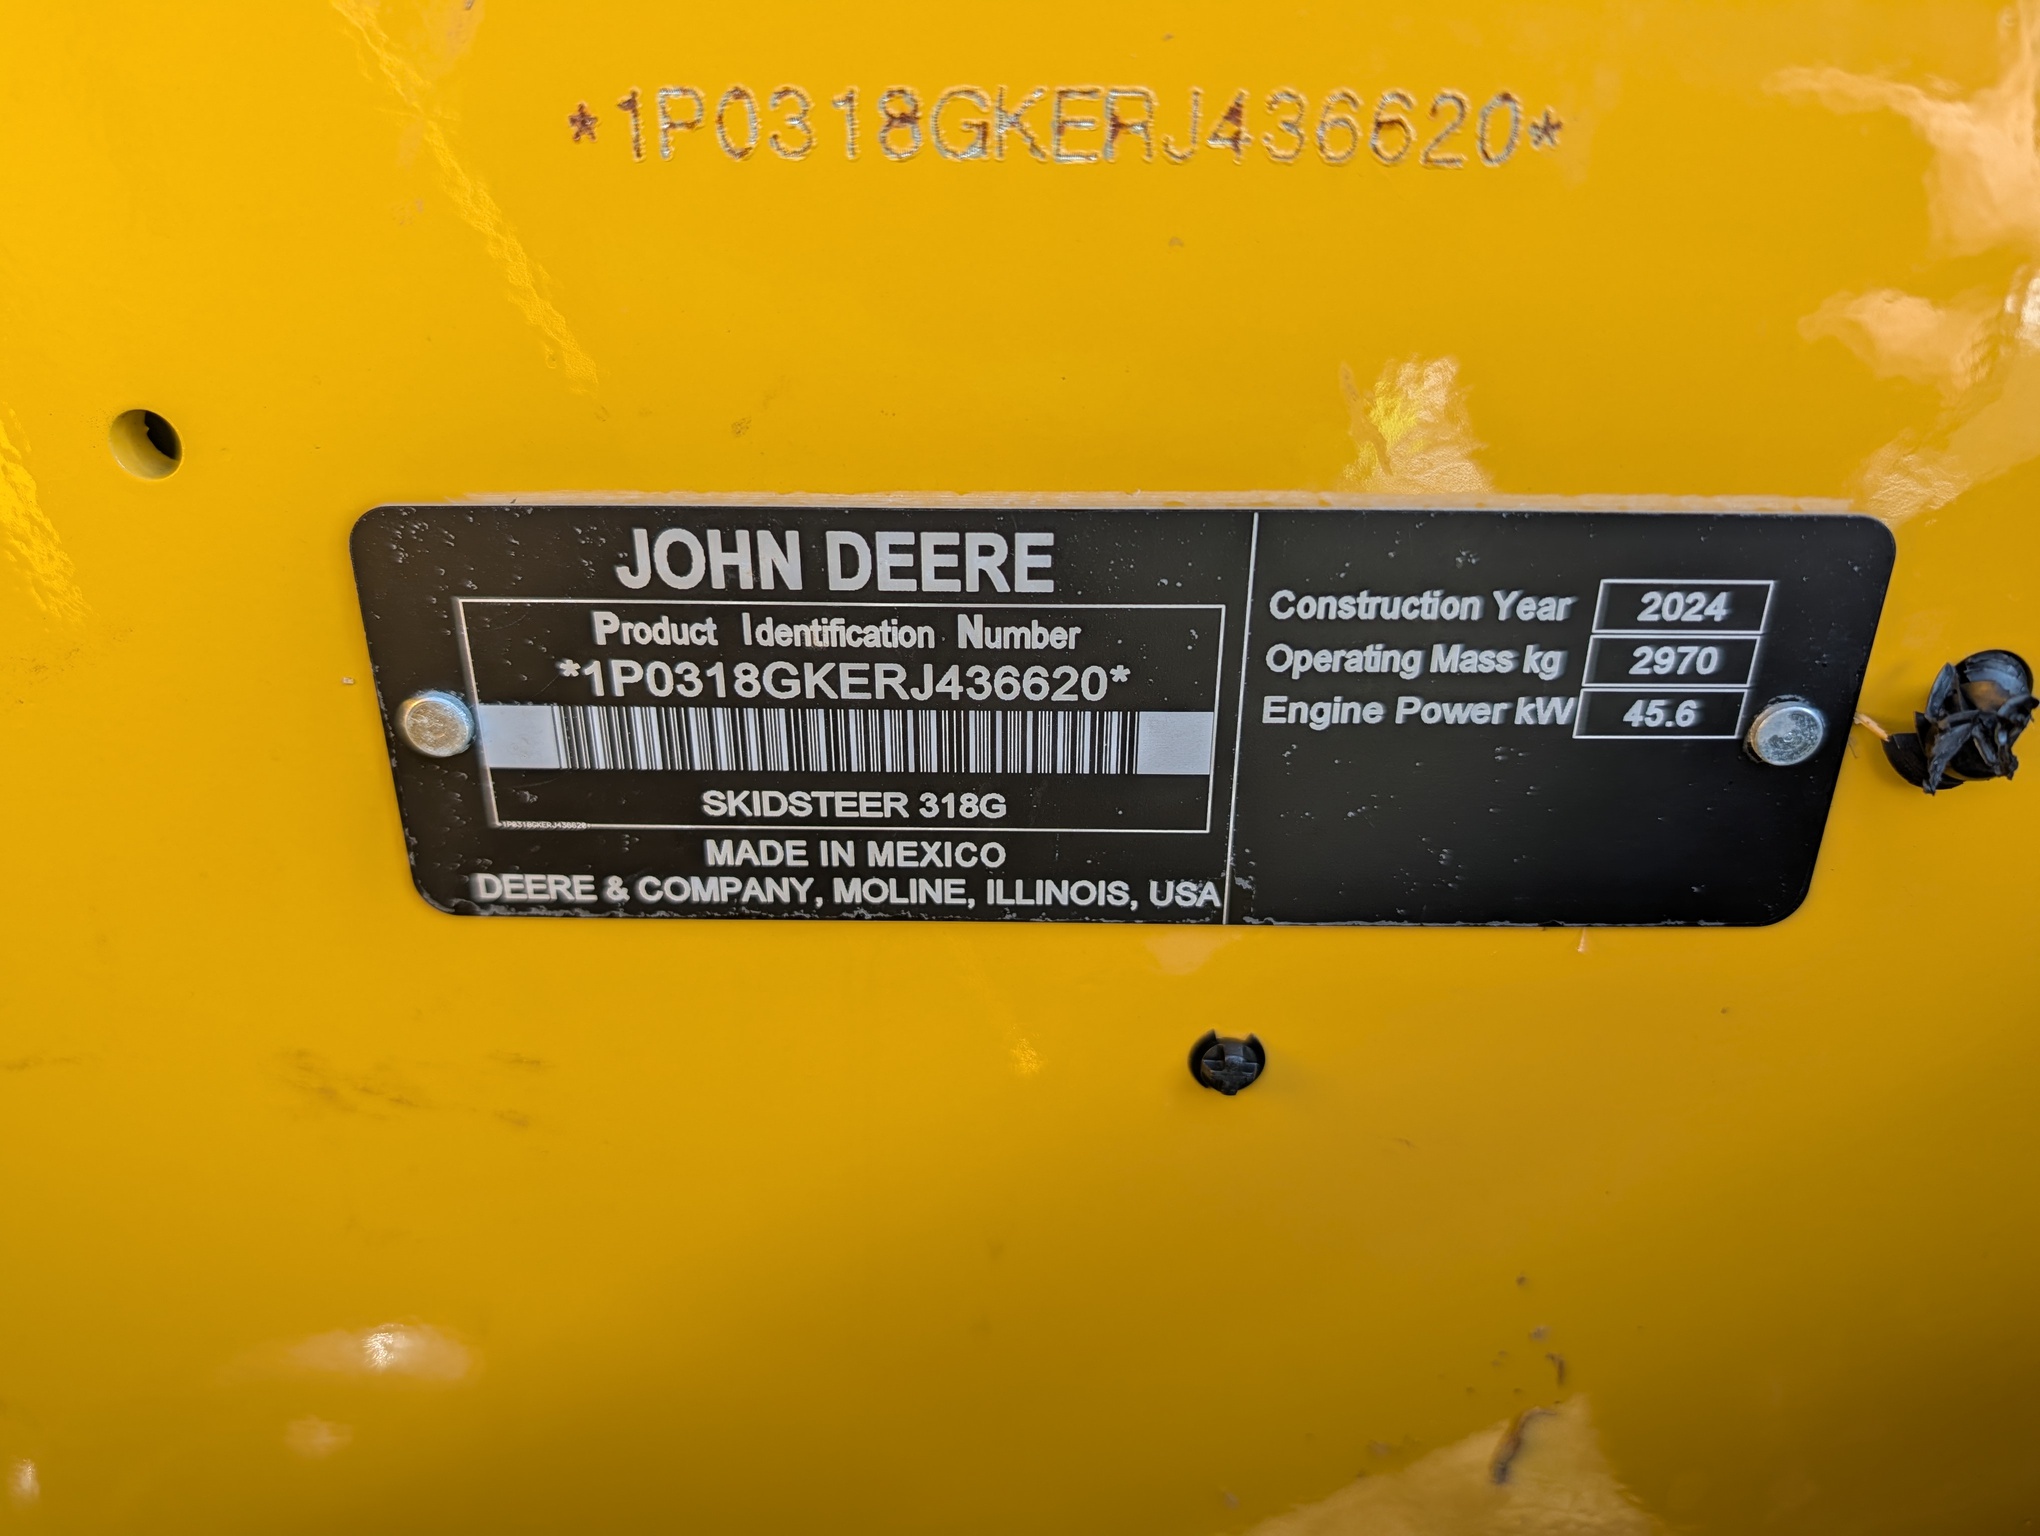 *1P0318GKERJ436620*
JOHN DEERE
Product Identification Number
*1P0318GKERJ436620*
SKIDSTEER 318G
*1P0318GKERJ436620*
MADE IN MEXICO
DEERE & COMPANY, MOLINE, ILLINOIS, USA
Construction Year 2024
Operating Mass kg 2970
Engine Power kW 45.6